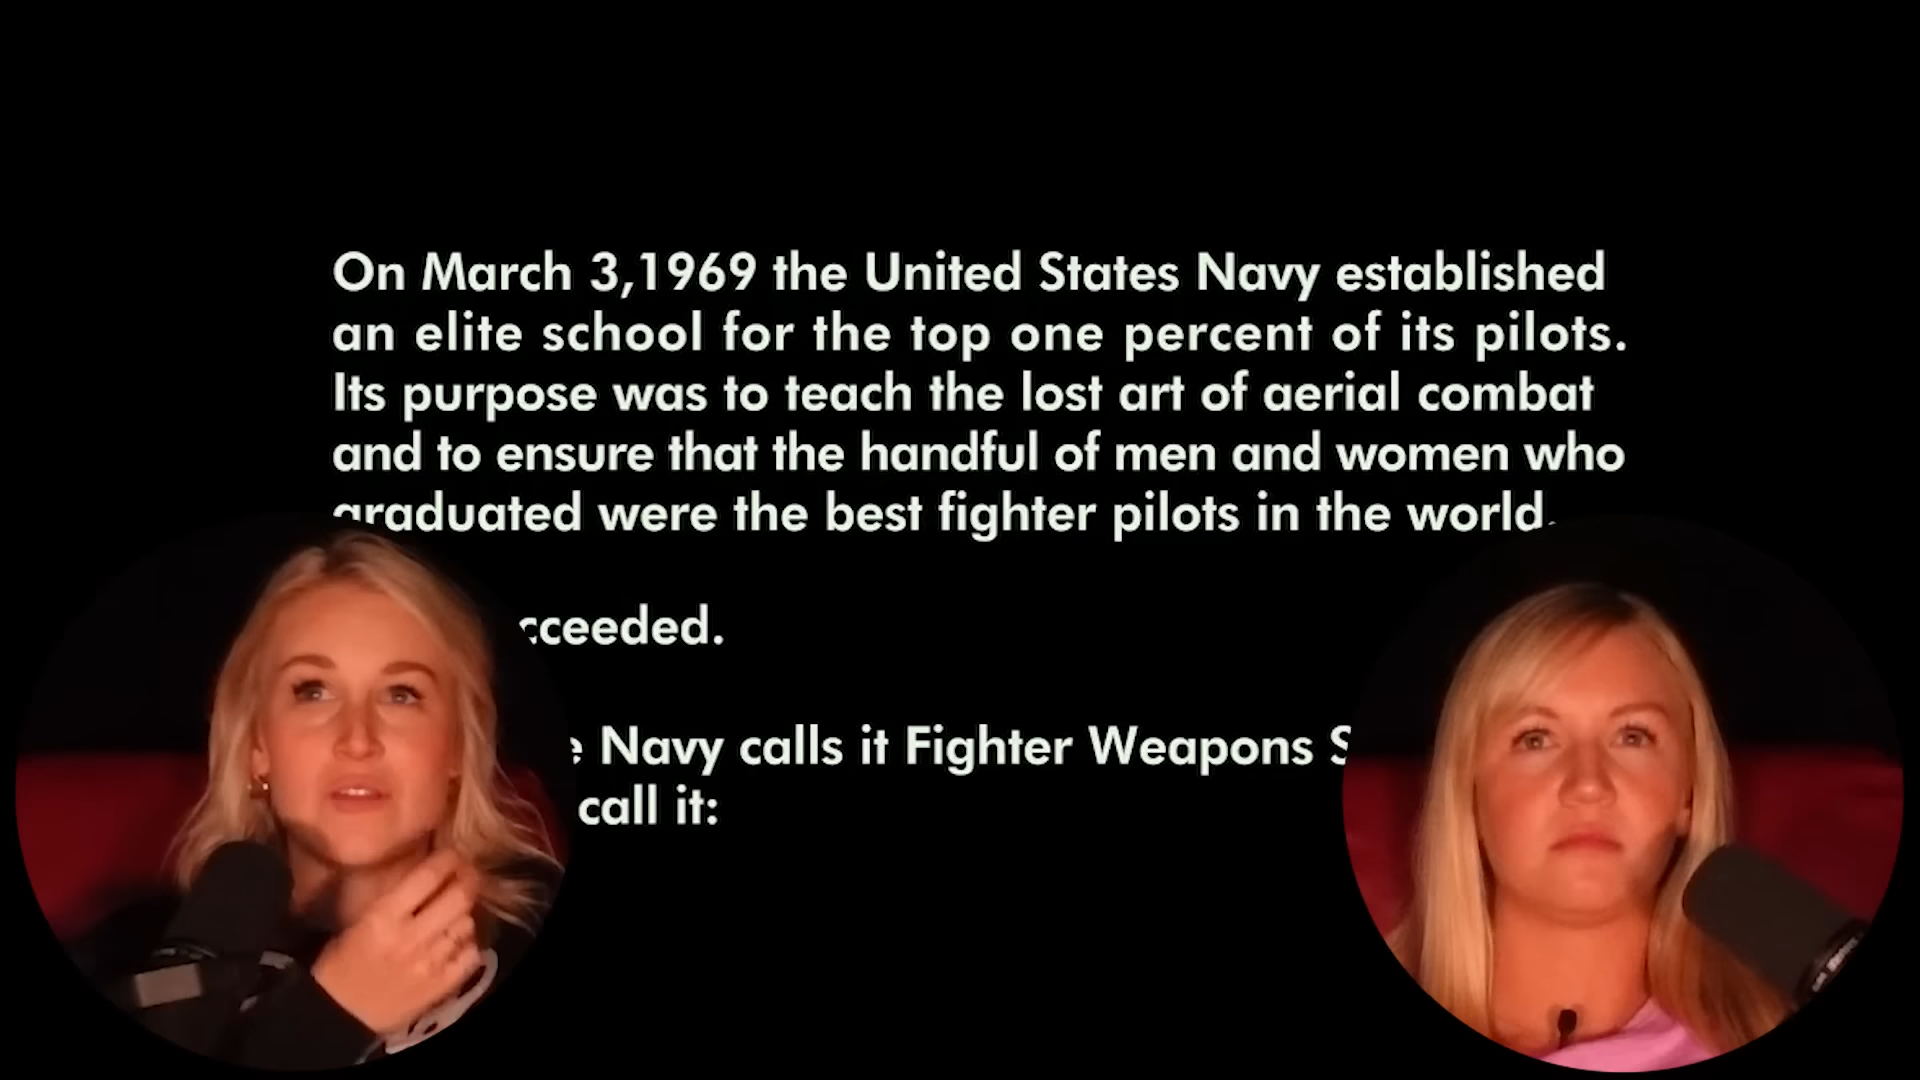 On March 3,1969 the United States Navy established
an elite school for the top one percent of its pilots.
Its purpose was to teach the lost art of aerial combat
and to ensure that the handful of men and women who
graduated were the best fighter pilots in the world.
cceeded.
e Navy calls it Fighter Weapons S
call it: